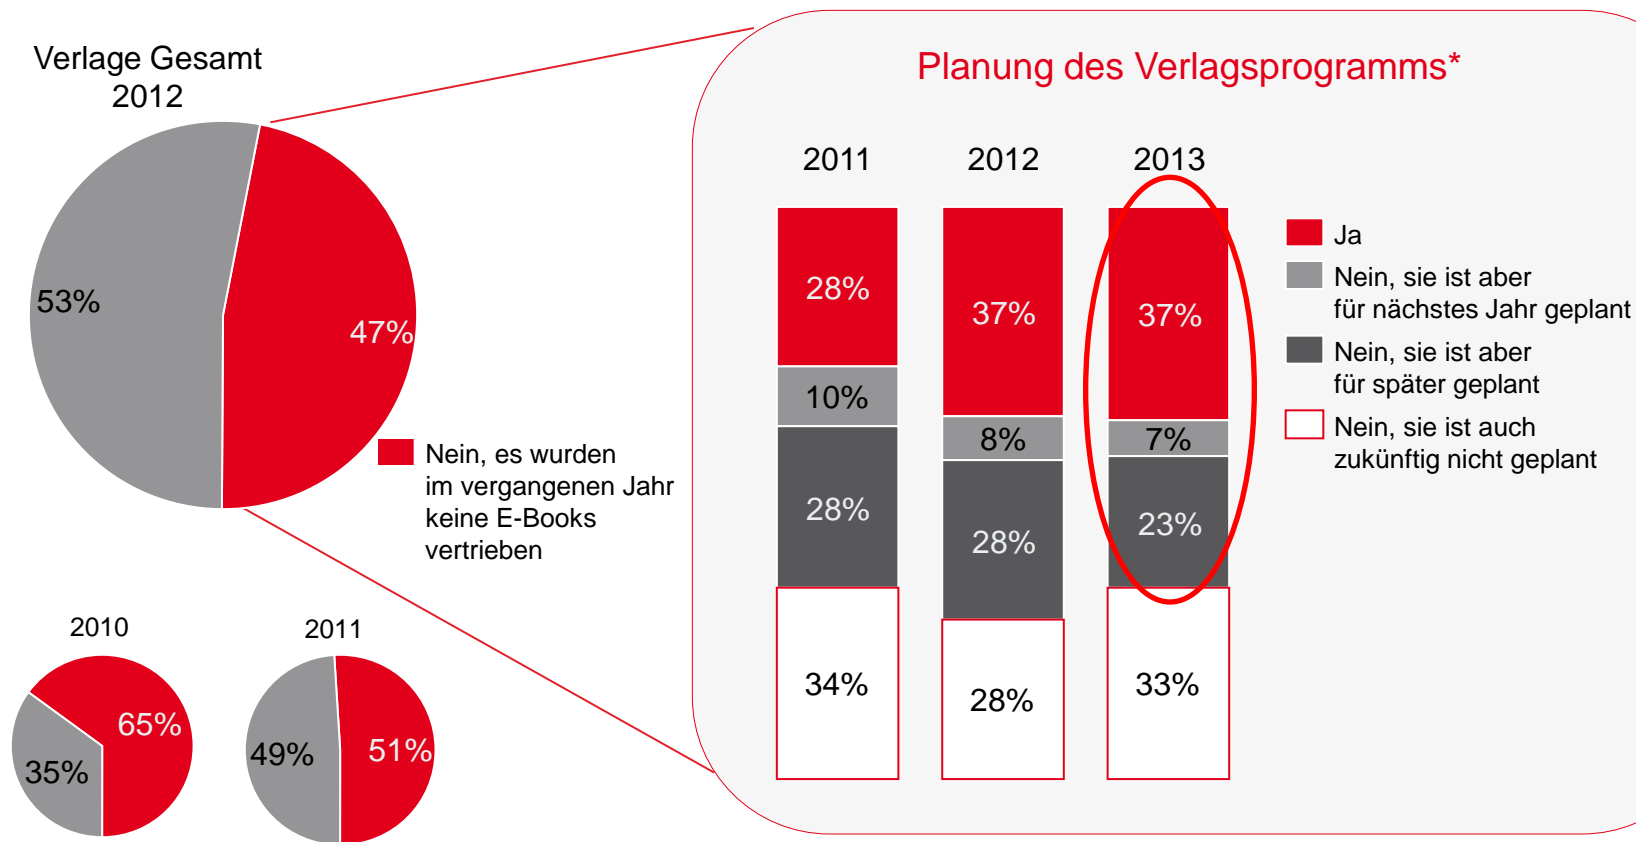 Verlage Gesamt
2012
53%
47%
Nein, es wurden
im vergangenen Jahr
keine E-Books
vertrieben
2010
65%
35%
2011
49%
51%
Planung des Verlagsprogramms*
2011
2012
2013
28%
37%
37%
10%
8%
7%
28%
28%
23%
34%
28%
33%
Ja
Nein, sie ist aber
für nächstes Jahr geplant
Nein, sie ist aber
für später geplant
Nein, sie ist auch
zukünftig nicht geplant